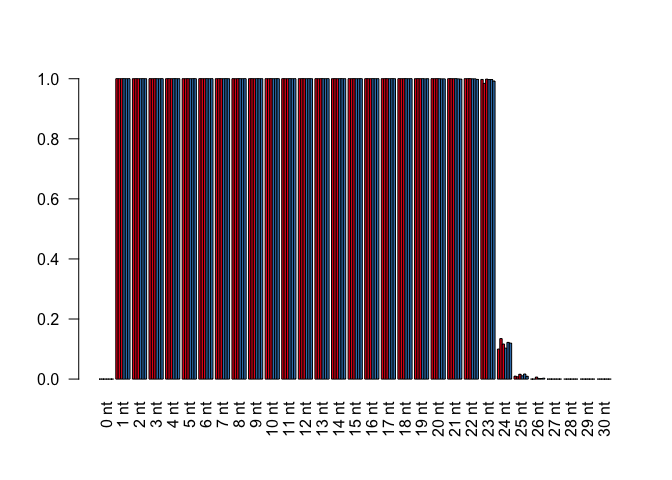 1.0
0.8
0.6
0.4
0.2
0.0
0 nt
1 nt
2 nt
3 nt
4 nt
5 nt
6 nt
7 nt
8 nt
9 nt
10 nt
11 nt
12 nt
13 nt
14 nt
15 nt
16 nt
17 nt
18 nt
19 nt
20 nt
21 nt
22 nt
23 nt
24 nt
25 nt
26 nt
27 nt
28 nt
29 nt
30 nt